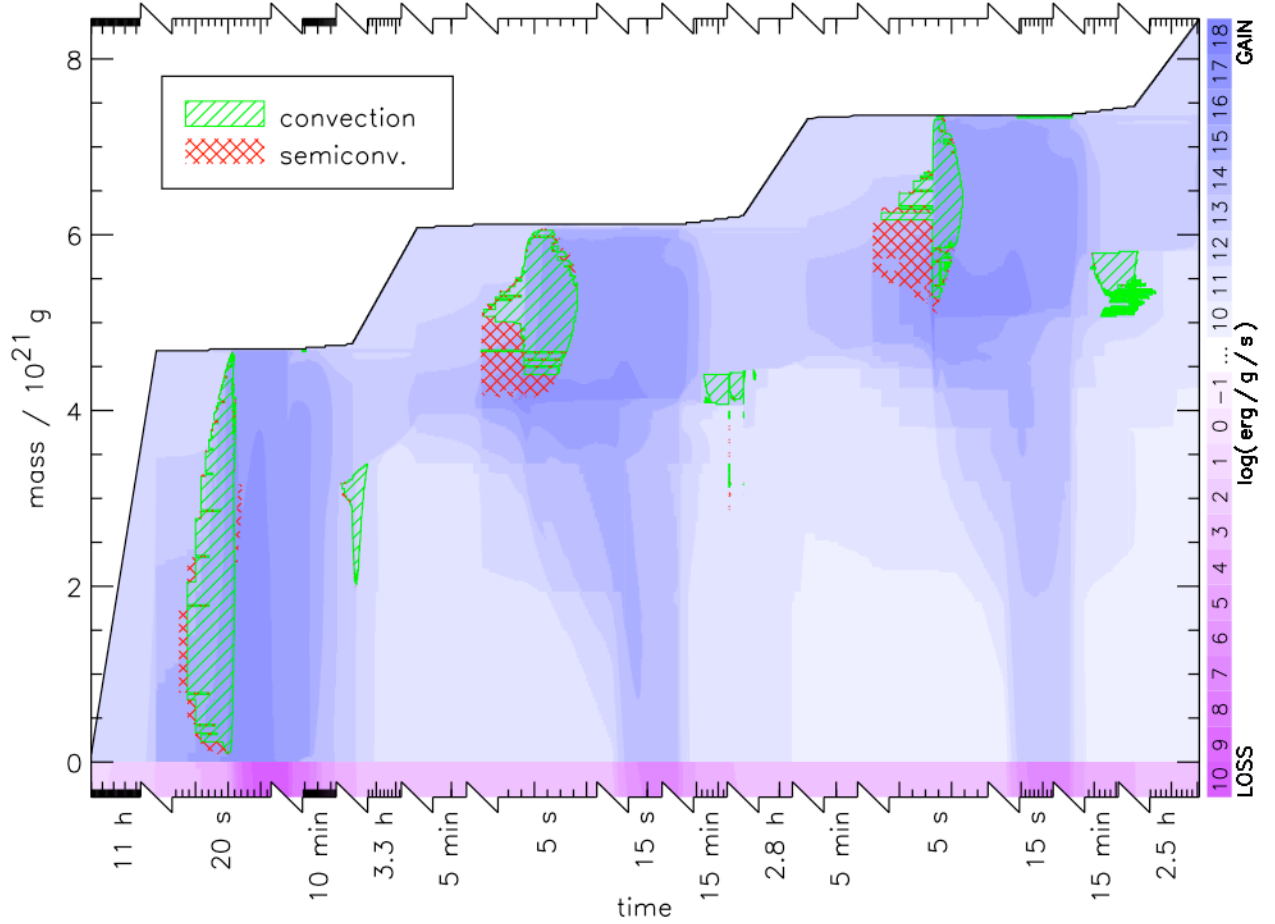 convection
semiconv.
8
6
4
2
0
mass / 10^21 g
11 h
20 s
10 min
3.3 h
5 min
5 s
15 s
15 min
2.8 h
5 min
5 s
15 s
15 min
2.5 h
time
LOSS
10 9 8 7 6 5 4 3 2 1 0 −1 ... 10 11 12 13 14 15 16 17 18
GAIN
log( erg / g / s)